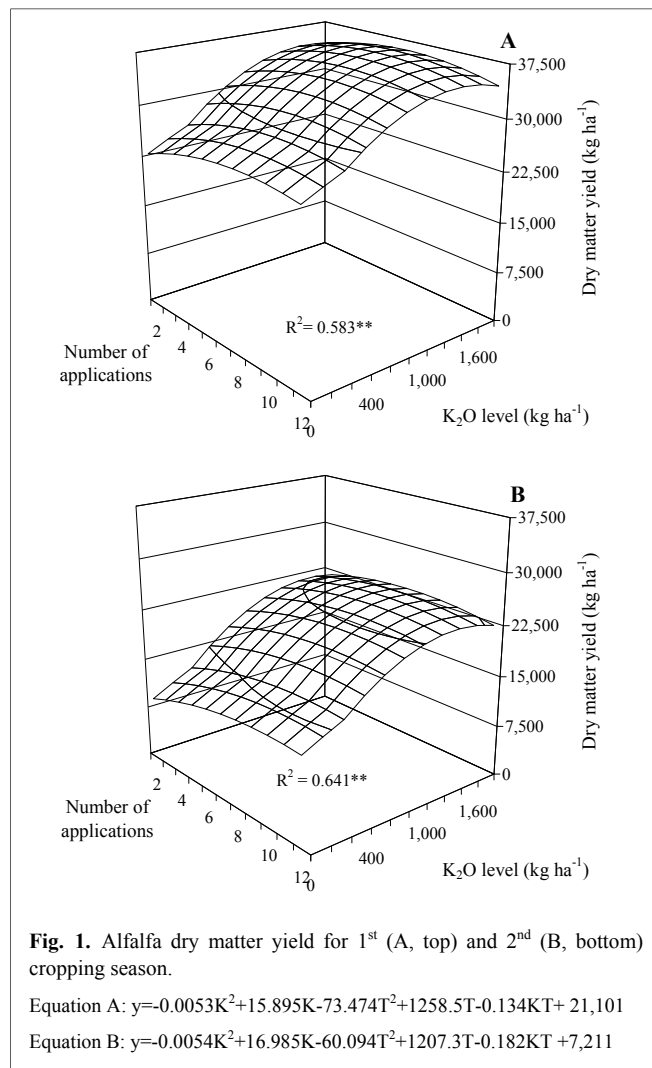 A
37,500
30,000
22,500
15,000
7,500
0
Dry matter yield (kg ha⁻¹)
R²= 0.583**
2
4
6
8
10
12
Number of
applications
0
400
1,000
1,600
K₂O level (kg ha⁻¹)
B
37,500
30,000
22,500
15,000
7,500
0
Dry matter yield (kg ha⁻¹)
R² = 0.641**
2
4
6
8
10
12
Number of
applications
0
400
1,000
1,600
K₂O level (kg ha⁻¹)
Fig. 1. Alfalfa dry matter yield for 1ˢᵗ (A, top) and 2ⁿᵈ (B, bottom)
cropping season.
Equation A: y=-0.0053K²+15.895K-73.474T²+1258.5T-0.134KT+ 21,101
Equation B: y=-0.0054K²+16.985K-60.094T²+1207.3T-0.182KT +7,211